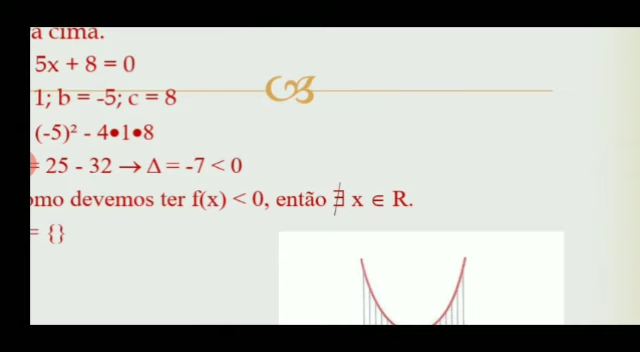 a cima.
5x + 8 = 0
1; b = -5; c = 8
(-5)² - 4•1•8
= 25 - 32 → Δ = -7 < 0
omo devemos ter f(x) < 0, então ∄ x ∈ R.
= {}